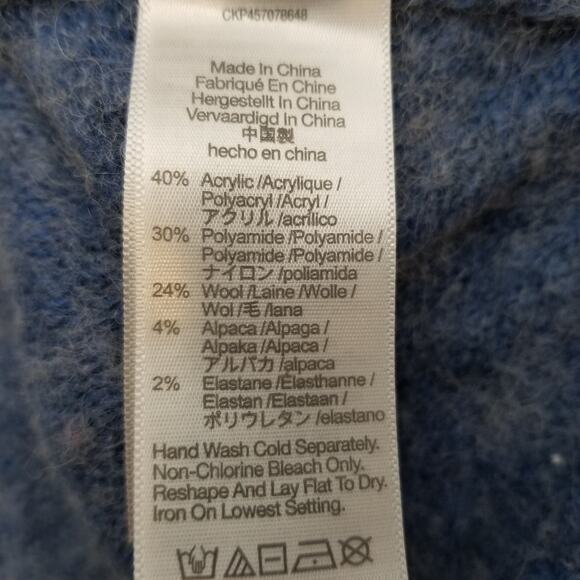 CKP457078648
Made In China
Fabriqué En Chine
Hergestellt In China
Vervaardigd In China
中国製
hecho en china
40% Acrylic /Acrylique /
Polyacryl /Acryl /
アクリル /acrílico
30% Polyamide /Polyamide /
Polyamide /Polyamide /
ナイロン /poliamida
24% Wool /Laine /Wolle /
Wol /毛 /lana
4% Alpaca /Alpaga /
Alpaka /Alpaca /
アルパカ /alpaca
2% Elastane /Élasthanne /
Elastan /Elastaan /
ポリウレタン /elastano
Hand Wash Cold Separately.
Non-Chlorine Bleach Only.
Reshape And Lay Flat To Dry.
Iron On Lowest Setting.